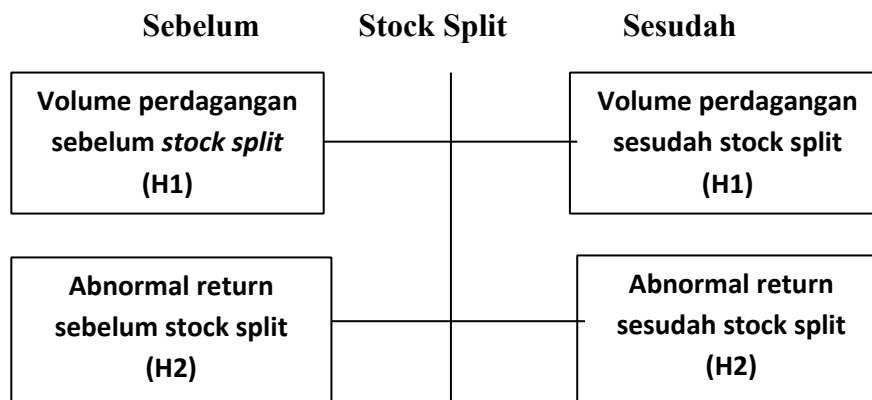 Sebelum Stock Split Sesudah
Volume perdagangan
sebelum stock split
(H1)
Volume perdagangan
sesudah stock split
(H1)
Abnormal return
sebelum stock split
(H2)
Abnormal return
sesudah stock split
(H2)